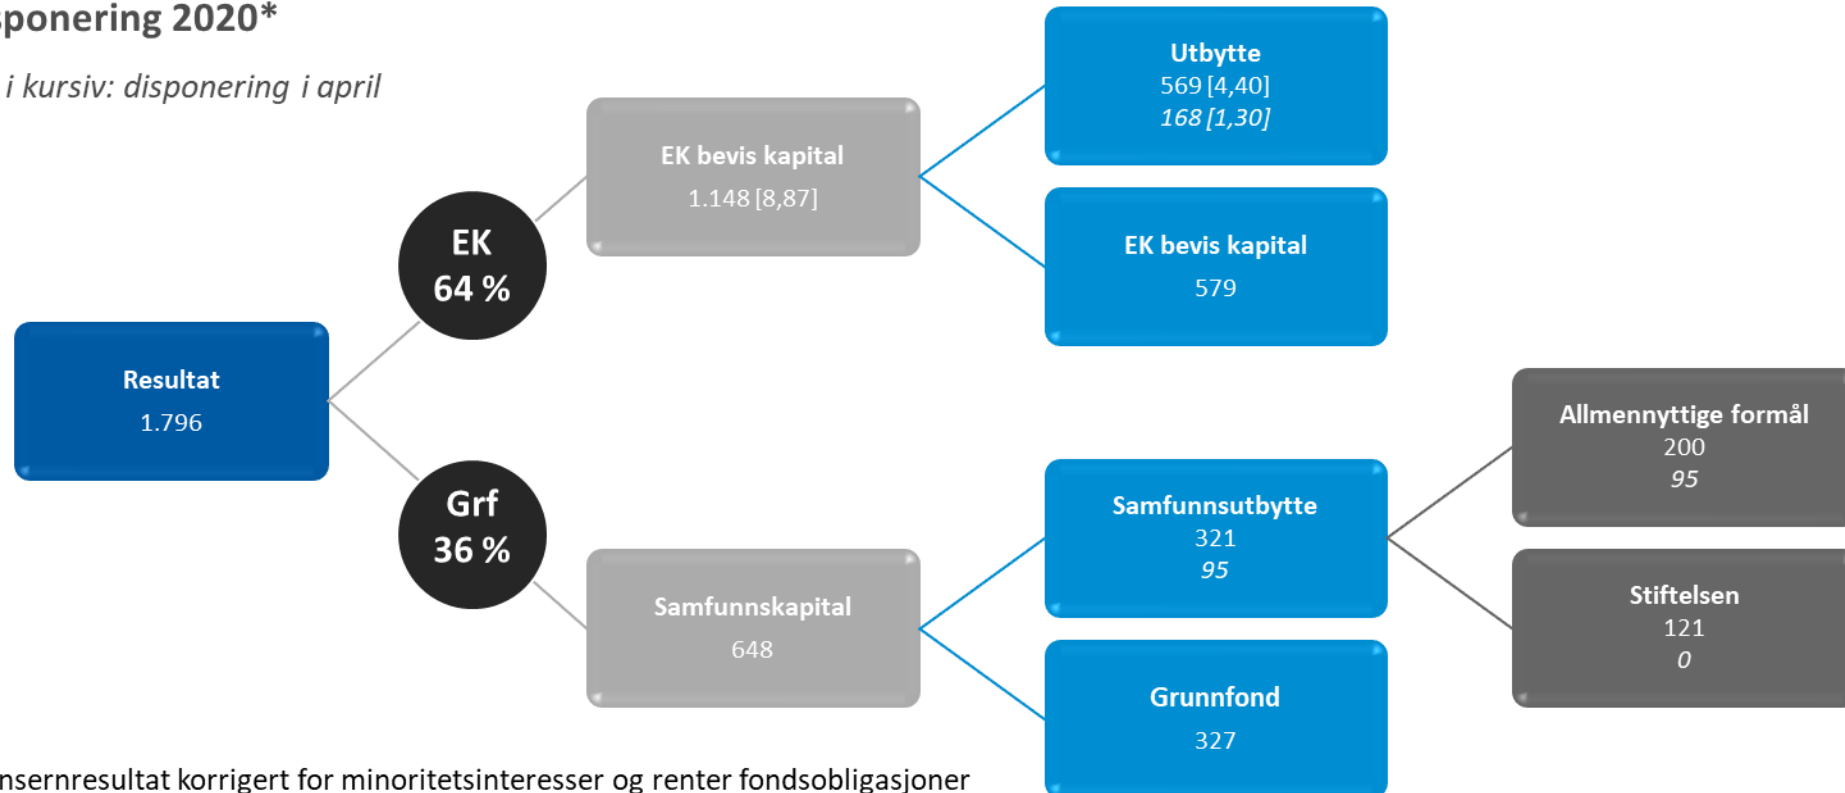 sponering 2020*
i kursiv: disponering i april
Utbytte
569 [4,40]
168 [1,30]
EK bevis kapital
1.148 [8,87]
EK
64 %
EK bevis kapital
579
Resultat
1.796
Allmennyttige formål
200
95
Grf
36 %
Samfunnsutbytte
321
95
Samfunnskapital
648
Stiftelsen
121
0
Grunnfond
327
nsernresultat korrigert for minoritetsinteresser og renter fondsobligasjoner